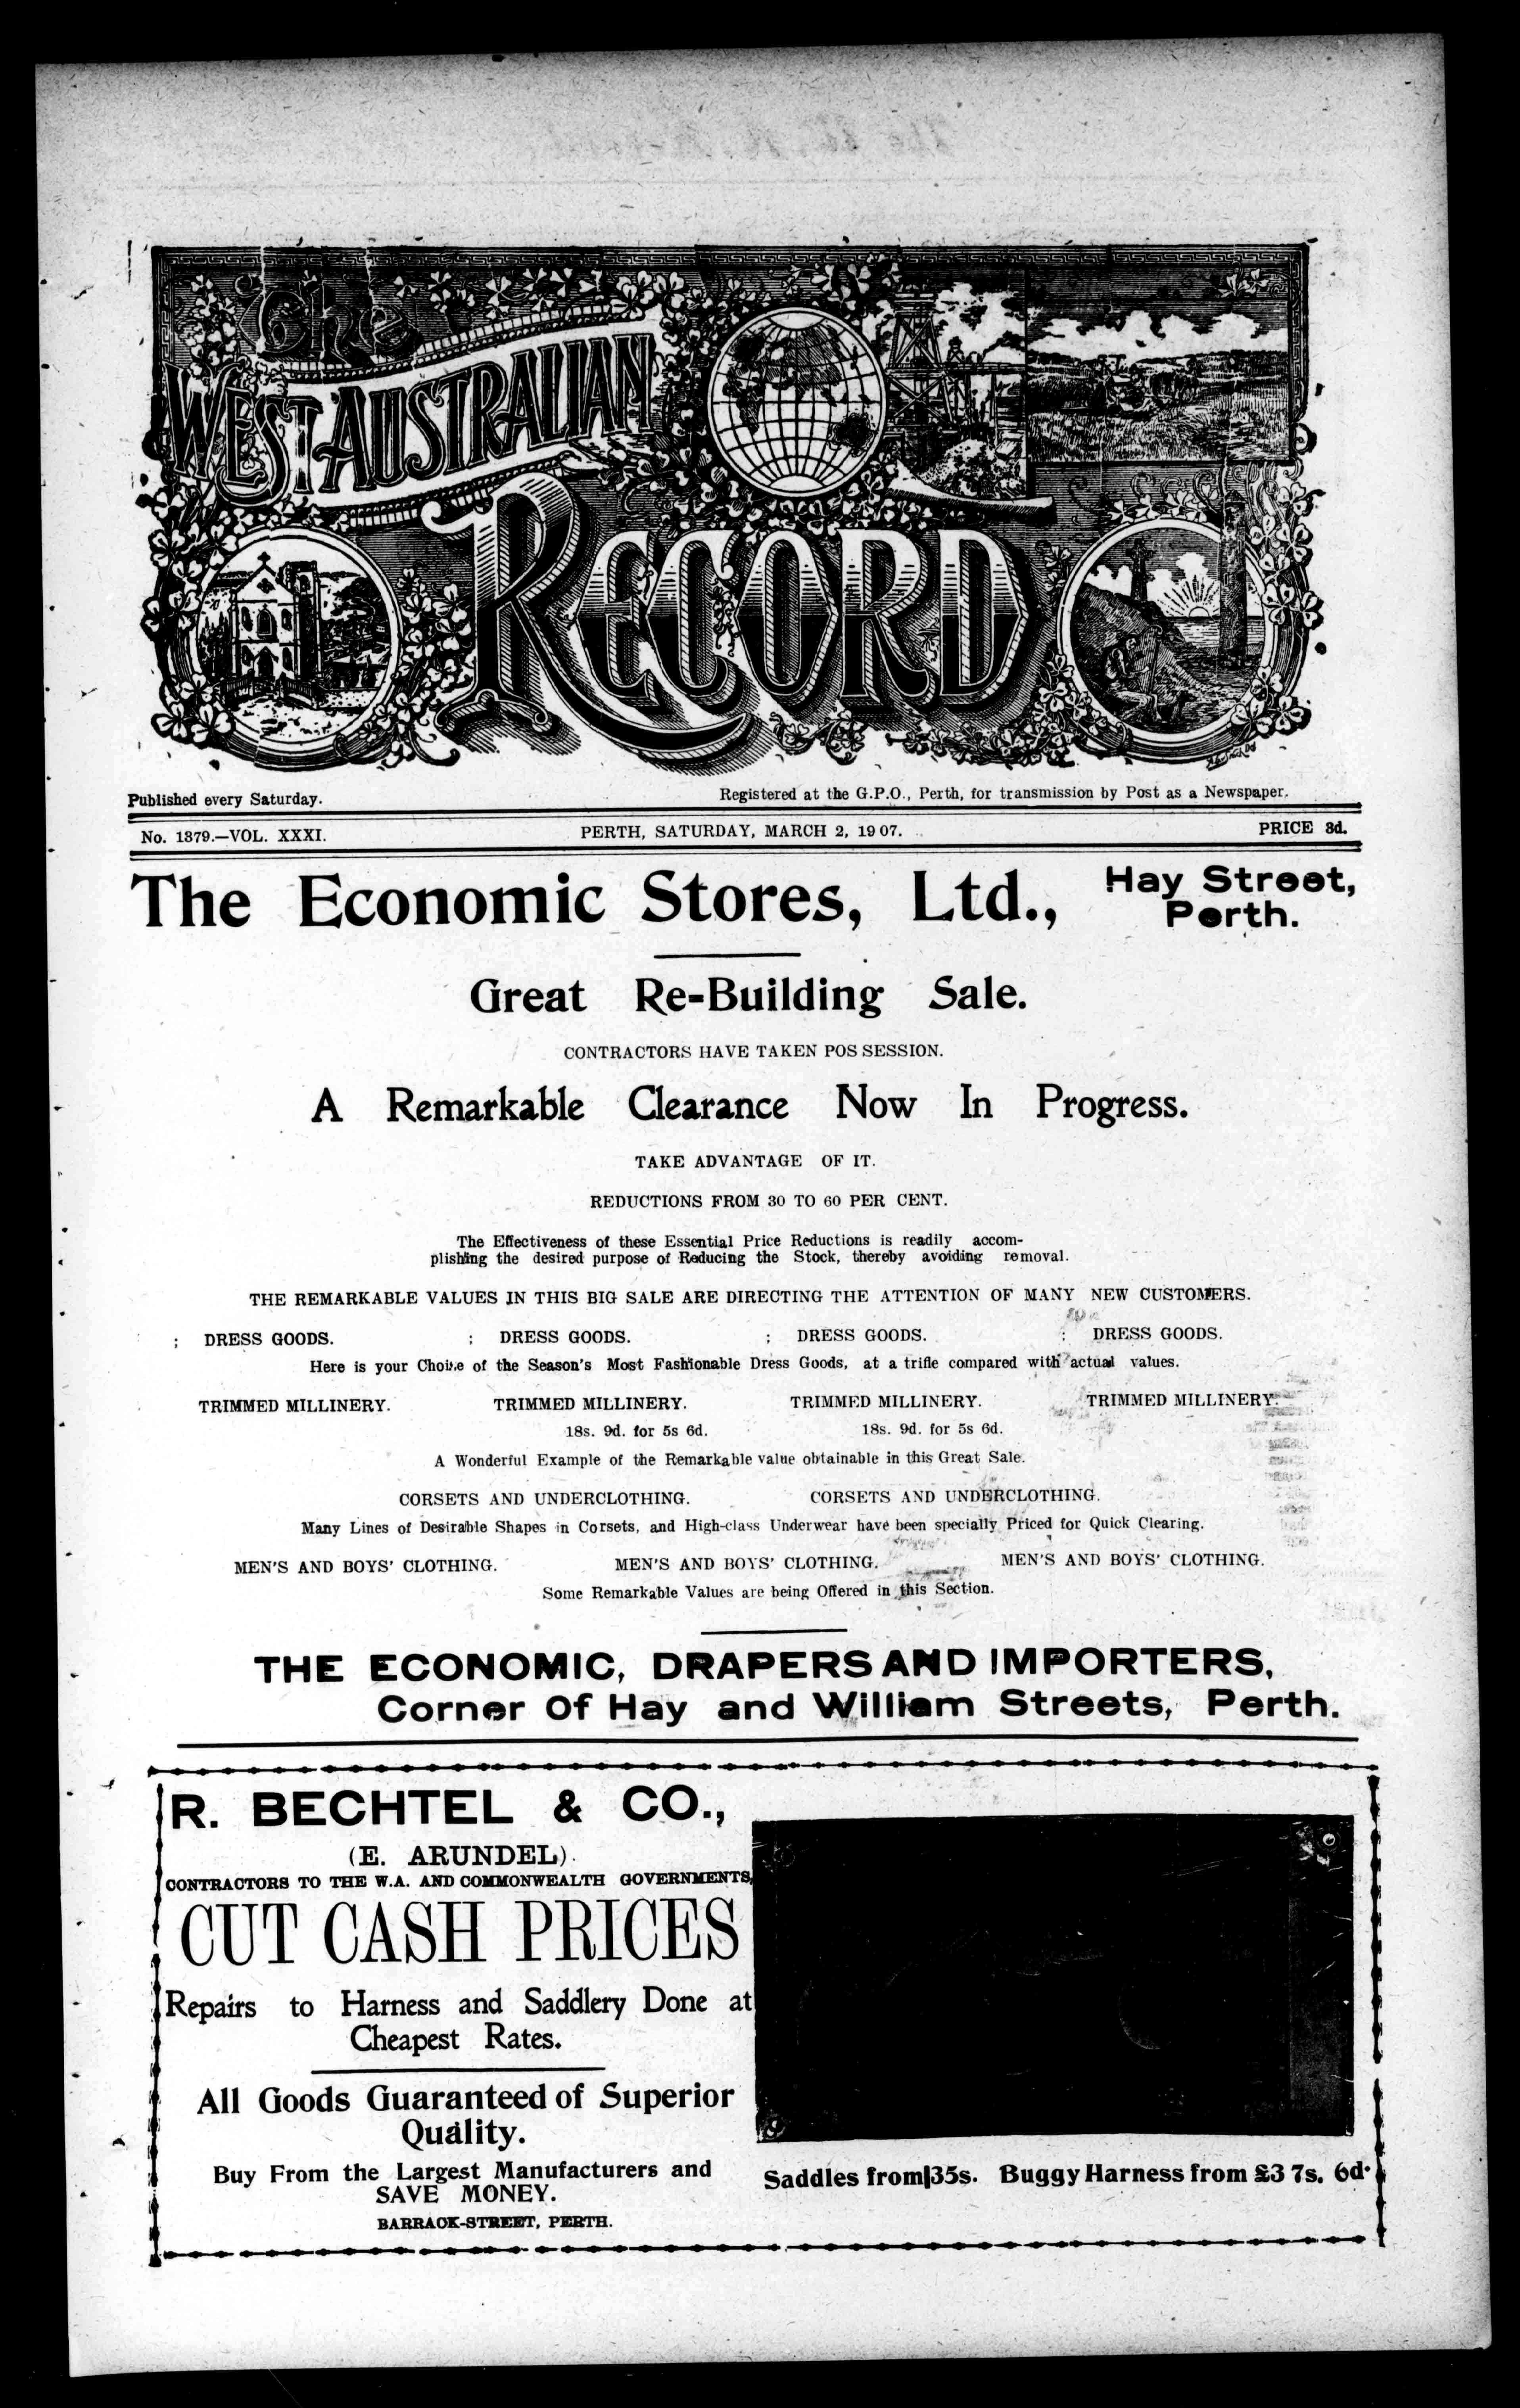 The
WEST AUSTRALIAN
RECORD
Published every Saturday.
Registered at the G.P.O., Perth, for transmission by Post as a Newspaper.
No. 1379.—VOL. XXXI.
PERTH, SATURDAY, MARCH 2, 1907.
PRICE 3d.
The Economic Stores, Ltd., Hay Street,
Perth.
Great Re-Building Sale.
CONTRACTORS HAVE TAKEN POS SESSION.
A Remarkable Clearance Now In Progress.
TAKE ADVANTAGE OF IT.
REDUCTIONS FROM 30 TO 60 PER CENT.
The Effectiveness of these Essential Price Reductions is readily accom-
plishing the desired purpose of Reducing the Stock, thereby avoiding removal.
THE REMARKABLE VALUES IN THIS BIG SALE ARE DIRECTING THE ATTENTION OF MANY NEW CUSTOMERS.
; DRESS GOODS. ; DRESS GOODS. ; DRESS GOODS. : DRESS GOODS.
Here is your Choice of the Season's Most Fashionable Dress Goods, at a trifle compared with actual values.
TRIMMED MILLINERY. TRIMMED MILLINERY. TRIMMED MILLINERY. TRIMMED MILLINERY.
18s. 9d. for 5s 6d. 18s. 9d. for 5s 6d.
A Wonderful Example of the Remarkable value obtainable in this Great Sale.
CORSETS AND UNDERCLOTHING. CORSETS AND UNDERCLOTHING.
Many Lines of Desirable Shapes in Corsets, and High-class Underwear have been specially Priced for Quick Clearing.
MEN'S AND BOYS' CLOTHING. MEN'S AND BOYS' CLOTHING. MEN'S AND BOYS' CLOTHING.
Some Remarkable Values are being Offered in this Section.
THE ECONOMIC, DRAPERS AND IMPORTERS,
Corner Of Hay and William Streets, Perth.
R. BECHTEL & CO.,
(E. ARUNDEL).
CONTRACTORS TO THE W.A. AND COMMONWEALTH GOVERNMENTS,
CUT CASH PRICES
Repairs to Harness and Saddlery Done at
Cheapest Rates.
All Goods Guaranteed of Superior
Quality.
Buy From the Largest Manufacturers and
SAVE MONEY.
BARRACK-STREET, PERTH.
Saddles from 35s. Buggy Harness from £3 7s. 6d.